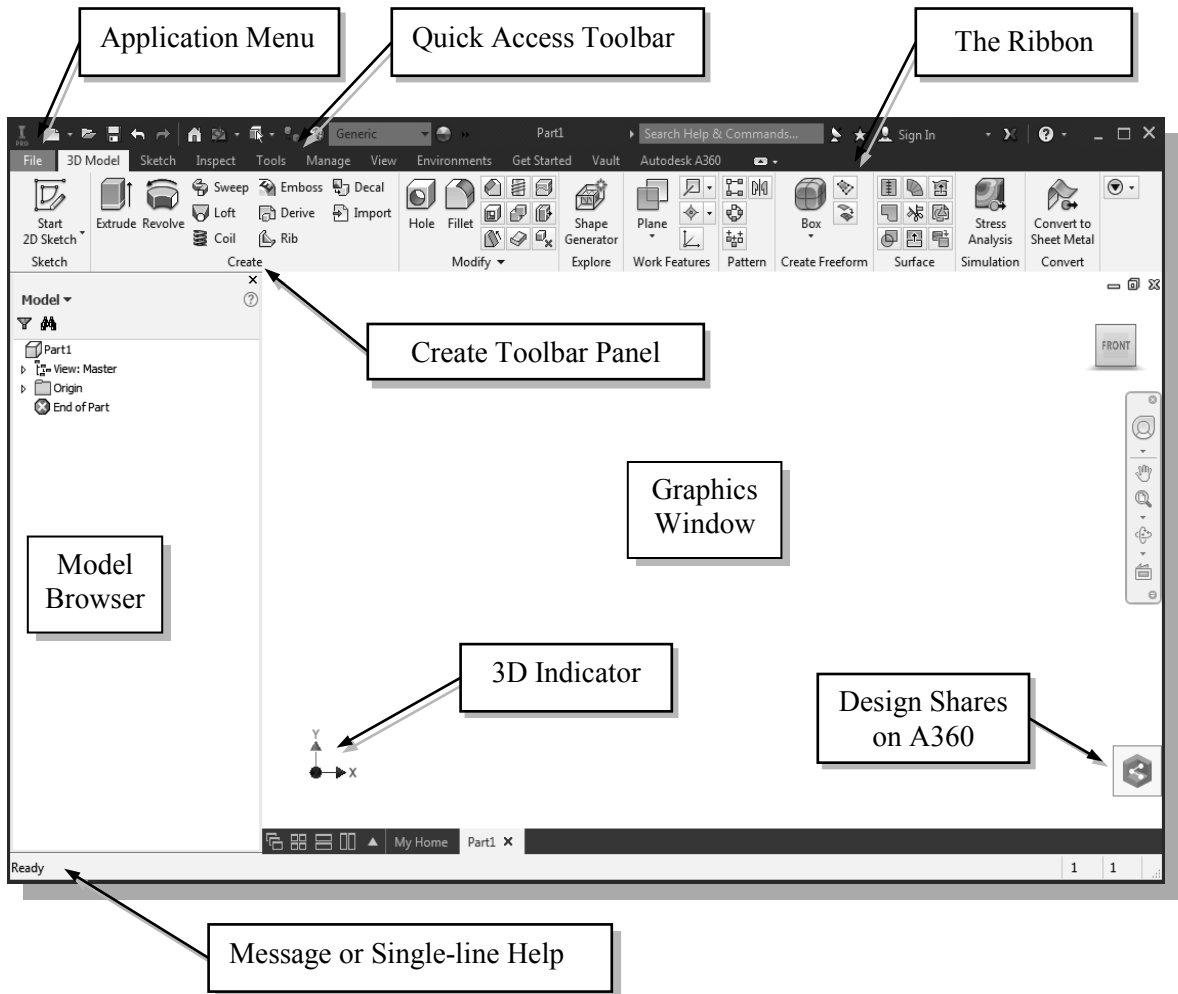 Application Menu
Quick Access Toolbar
The Ribbon
I PRO
Generic
Part1
Search Help & Commands...
Sign In
File 3D Model Sketch Inspect Tools Manage View Environments Get Started Vault Autodesk A360
Start 2D Sketch
Extrude
Revolve
Sweep
Emboss
Decal
Loft
Derive
Import
Coil
Rib
Hole
Fillet
Shape Generator
Plane
Box
Stress Analysis
Convert to Sheet Metal
Sketch Create Modify Explore Work Features Pattern Create Freeform Surface Simulation Convert
Model
Part1
View: Master
Origin
End of Part
Create Toolbar Panel
FRONT
Graphics
Window
Model
Browser
3D Indicator
Design Shares
on A360
Y
X
My Home Part1
Ready
1 1
Message or Single-line Help